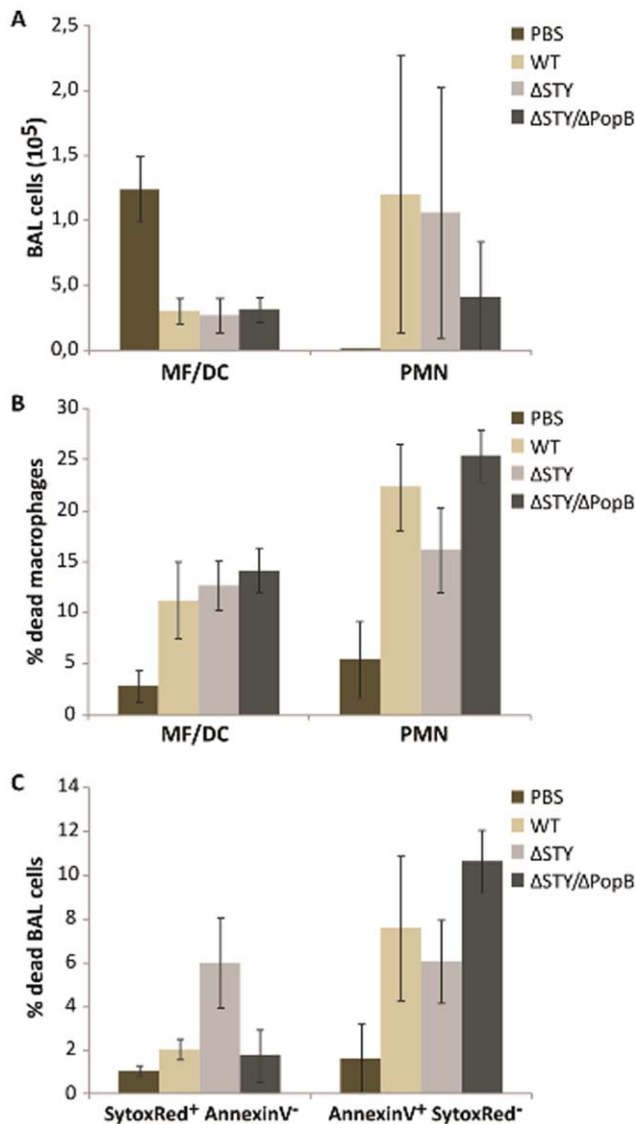 A
2,5
2,0
1,5
1,0
5,0
0,0
BAL cells (10⁵)
MF/DC
PMN
PBS
WT
ΔSTY
ΔSTY/ΔPopB
B
30
25
20
15
10
5
0
% dead macrophages
MF/DC
PMN
PBS
WT
ΔSTY
ΔSTY/ΔPopB
C
14
12
10
8
6
4
2
0
% dead BAL cells
SytoxRed⁺ AnnexinV⁻
AnnexinV⁺ SytoxRed⁻
PBS
WT
ΔSTY
ΔSTY/ΔPopB